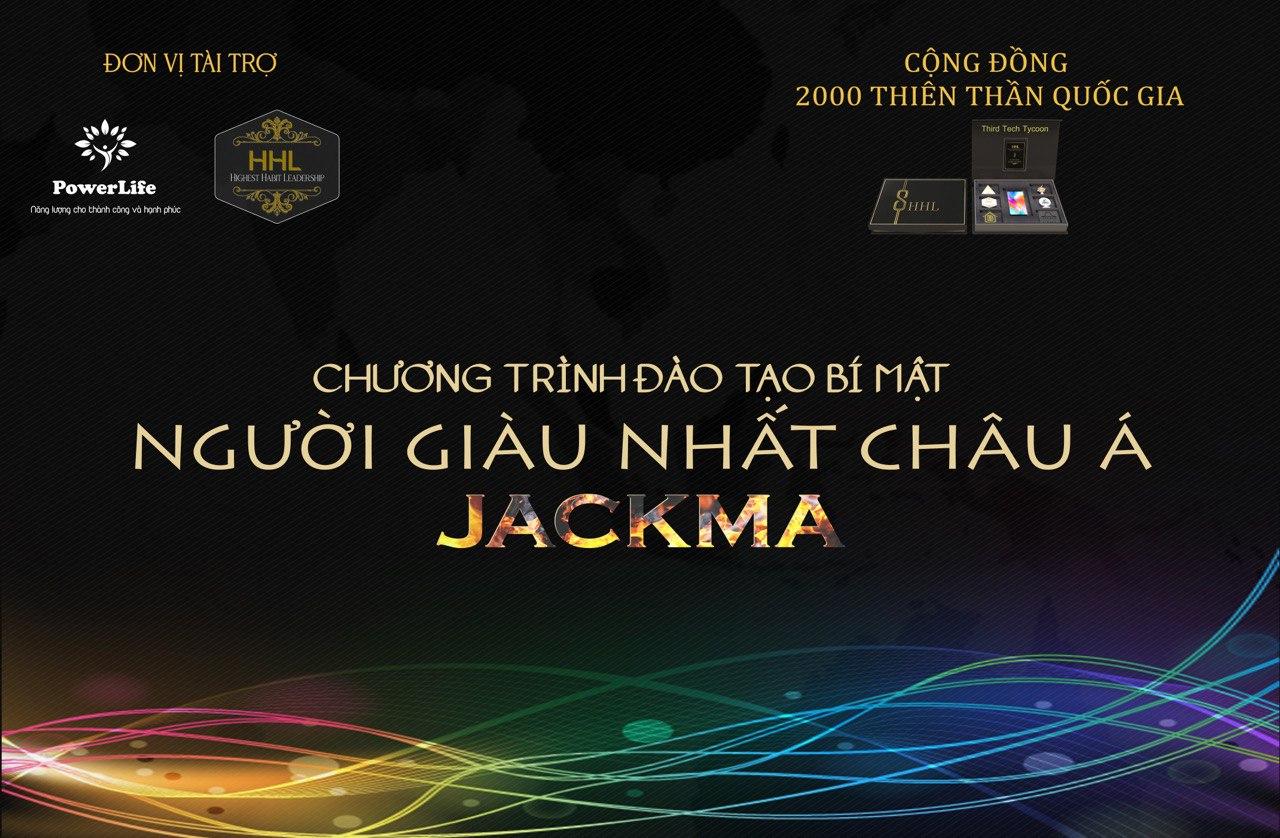 ĐƠN VỊ TÀI TRỢ
PowerLife
Năng lượng cho thành công và hạnh phúc
HHL
HIGHEST HABIT LEADERSHIP
CỘNG ĐỒNG
2000 THIÊN THẦN QUỐC GIA
Third Tech Tycoon
HHL
8HHL
CHƯƠNG TRÌNH ĐÀO TẠO BÍ MẬT
NGƯỜI GIÀU NHẤT CHÂU Á
JACKMA